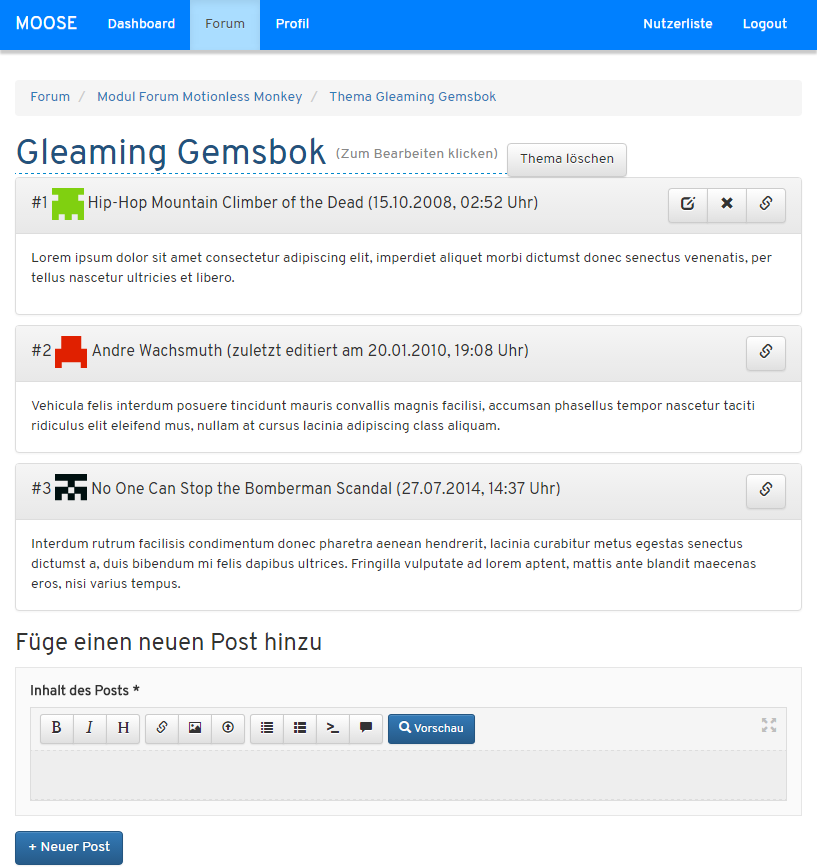 MOOSE Dashboard Forum Profil Nutzerliste Logout
Forum / Modul Forum Motionless Monkey / Thema Gleaming Gemsbok
Gleaming Gemsbok (Zum Bearbeiten klicken) Thema löschen
#1 Hip-Hop Mountain Climber of the Dead (15.10.2008, 02:52 Uhr)
Lorem ipsum dolor sit amet consectetur adipiscing elit, imperdiet aliquet morbi dictumst donec senectus venenatis, per
tellus nascetur ultricies et libero.
#2 Andre Wachsmuth (zuletzt editiert am 20.01.2010, 19:08 Uhr)
Vehicula felis interdum posuere tincidunt mauris convallis magnis facilisi, accumsan phasellus tempor nascetur taciti
ridiculus elit eleifend mus, nullam at cursus lacinia adipiscing class aliquam.
#3 No One Can Stop the Bomberman Scandal (27.07.2014, 14:37 Uhr)
Interdum rutrum facilisis condimentum donec pharetra aenean hendrerit, lacinia curabitur metus egestas senectus
dictumst a, duis bibendum mi felis dapibus ultrices. Fringilla vulputate ad lorem aptent, mattis ante blandit maecenas
eros, nisi varius tempus.
Füge einen neuen Post hinzu
Inhalt des Posts *
B I H Vorschau
+ Neuer Post